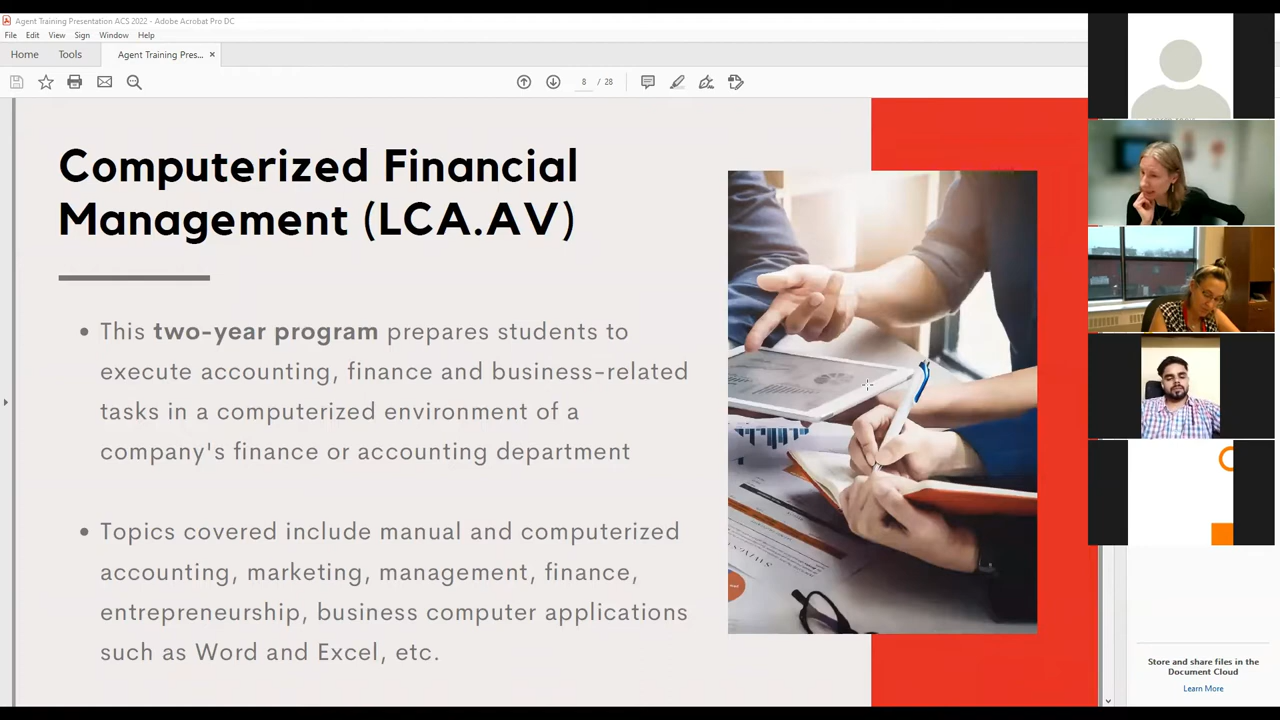 Agent Training Presentation ACS 2022 - Adobe Acrobat Pro DC
File Edit View Sign Window Help
Home Tools Agent Training Pres... ×
8 / 28
Computerized Financial
Management (LCA.AV)
• This two-year program prepares students to
execute accounting, finance and business-related
tasks in a computerized environment of a
company's finance or accounting department
• Topics covered include manual and computerized
accounting, marketing, management, finance,
entrepreneurship, business computer applications
such as Word and Excel, etc.
Store and share files in the
Document Cloud
Learn More